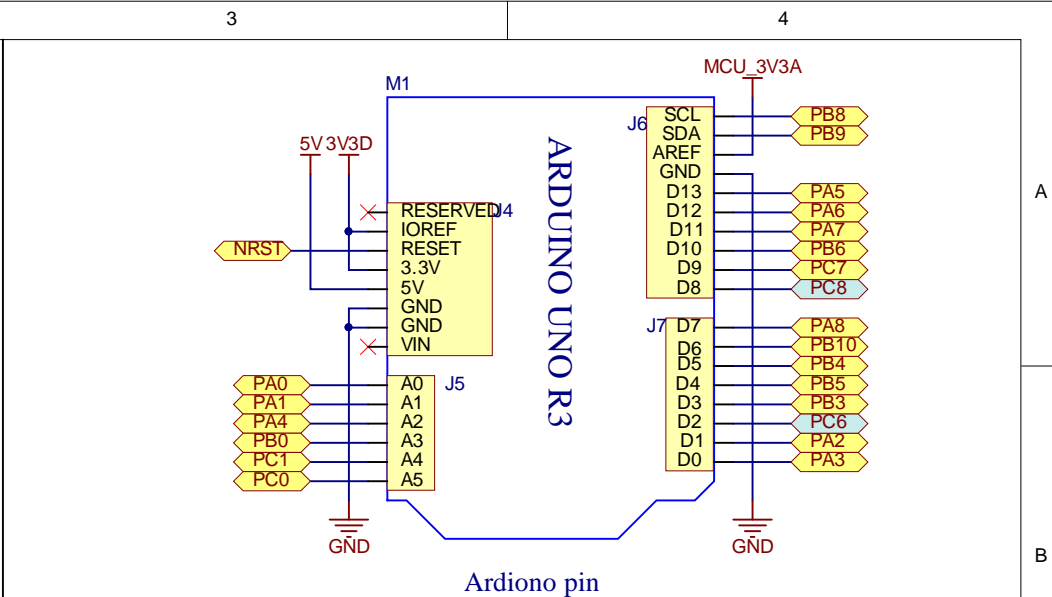 3
4
A
B
M1
MCU_3V3A
5V 3V3D
ARDUINO UNO R3
J4
RESERVED
IOREF
NRST RESET
3.3V
5V
GND
GND
VIN
J5
PA0 A0
PA1 A1
PA4 A2
PB0 A3
PC1 A4
PC0 A5
GND
J6
SCL PB8
SDA PB9
AREF
GND
D13 PA5
D12 PA6
D11 PA7
D10 PB6
D9 PC7
D8 PC8
J7
D7 PA8
D6 PB10
D5 PB4
D4 PB5
D3 PB3
D2 PC6
D1 PA2
D0 PA3
GND
Ardiono pin